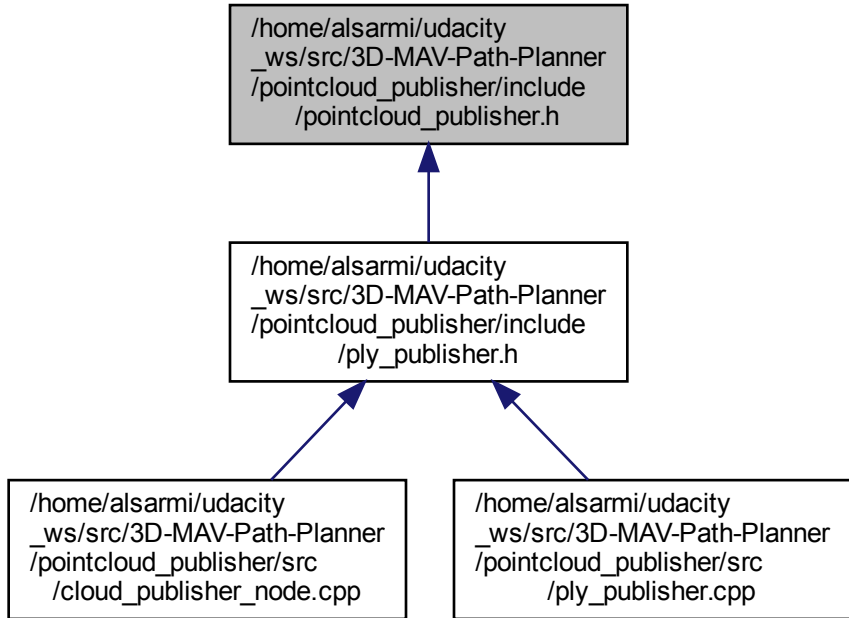 /home/alsarmi/udacity
_ws/src/3D-MAV-Path-Planner
/pointcloud_publisher/include
/pointcloud_publisher.h
/home/alsarmi/udacity
_ws/src/3D-MAV-Path-Planner
/pointcloud_publisher/include
/ply_publisher.h
/home/alsarmi/udacity
_ws/src/3D-MAV-Path-Planner
/pointcloud_publisher/src
/cloud_publisher_node.cpp
/home/alsarmi/udacity
_ws/src/3D-MAV-Path-Planner
/pointcloud_publisher/src
/ply_publisher.cpp